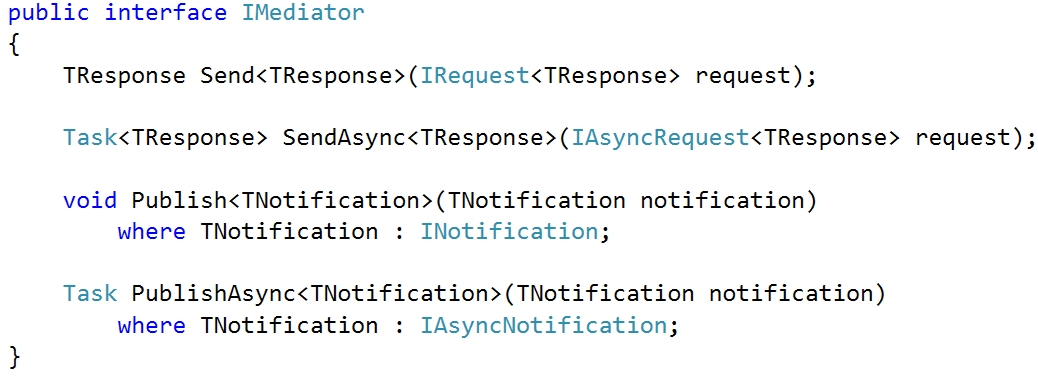 public interface IMediator
{
    TResponse Send<TResponse>(IRequest<TResponse> request);
    Task<TResponse> SendAsync<TResponse>(IAsyncRequest<TResponse> request);
    void Publish<TNotification>(TNotification notification)
        where TNotification : INotification;
    Task PublishAsync<TNotification>(TNotification notification)
        where TNotification : IAsyncNotification;
}